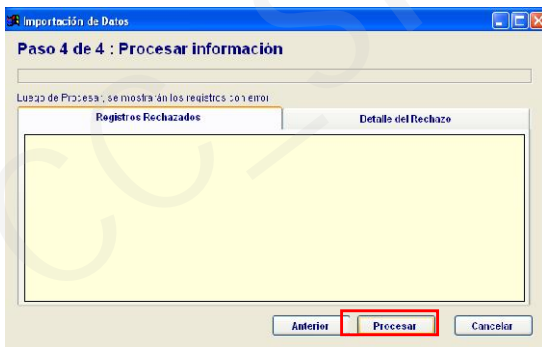 Importación de Datos
Paso 4 de 4 : Procesar información
Luego de Procesar, se mostrarán los registros con error
Registros Rechazados
Detalle del Rechazo
Anterior
Procesar
Cancelar